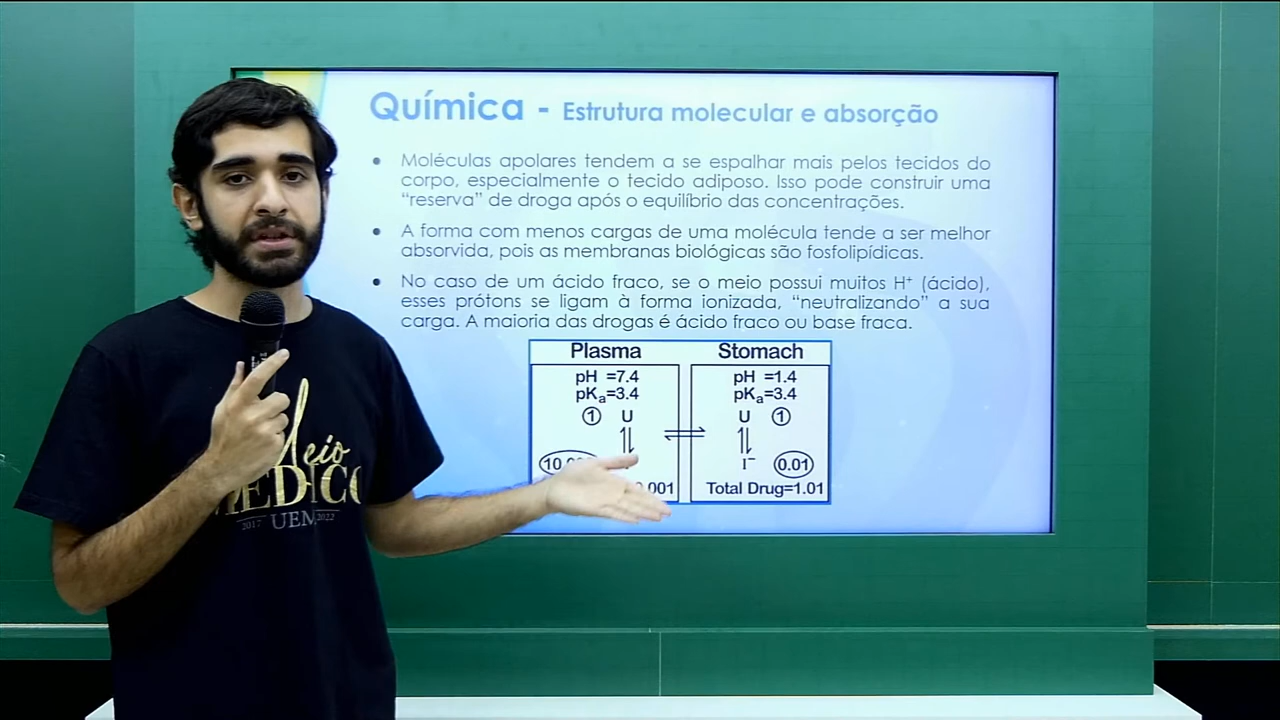 Química - Estrutura molecular e absorção
• Moléculas apolares tendem a se espalhar mais pelos tecidos do
corpo, especialmente o tecido adiposo. Isso pode construir uma
“reserva” de droga após o equilíbrio das concentrações.
• A forma com menos cargas de uma molécula tende a ser melhor
absorvida, pois as membranas biológicas são fosfolipídicas.
• No caso de um ácido fraco, se o meio possui muitos H⁺ (ácido),
esses prótons se ligam à forma ionizada, “neutralizando” a sua
carga. A maioria das drogas é ácido fraco ou base fraca.
Plasma
pH =7.4
pKₐ=3.4
1 U
Stomach
pH =1.4
pKₐ=3.4
U 1
I⁻ 0.01
Total Drug=1.01
Meio
MÉDICO
2017 UEM 2022